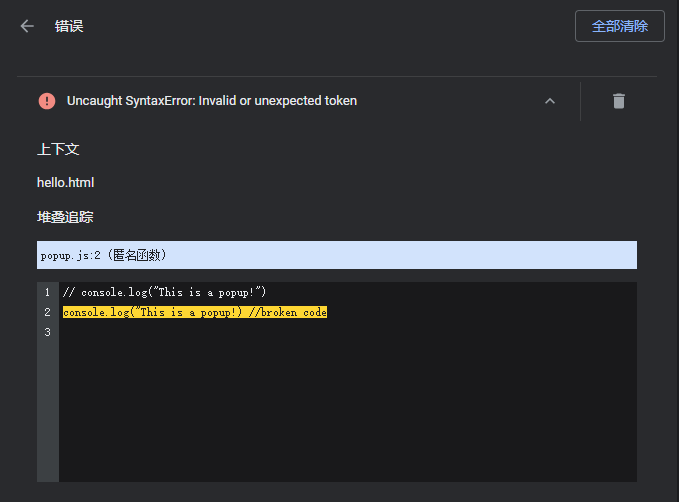 错误
全部清除
Uncaught SyntaxError: Invalid or unexpected token
上下文
hello.html
堆叠追踪
popup.js:2 (匿名函数)
1 // console.log("This is a popup!")
2 console.log("This is a popup!) //broken code
3